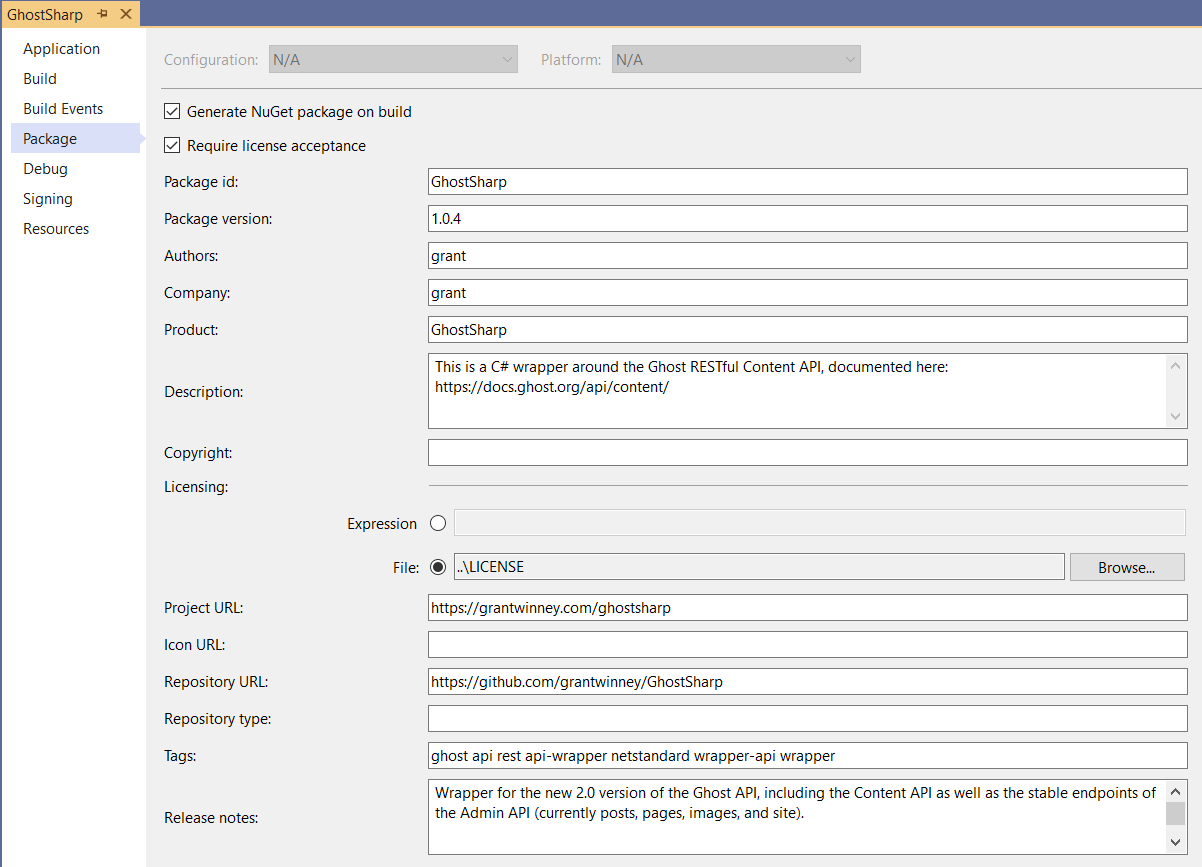 GhostSharp
Application
Build
Build Events
Package
Debug
Signing
Resources
Configuration: N/A Platform: N/A
Generate NuGet package on build
Require license acceptance
Package id: GhostSharp
Package version: 1.0.4
Authors: grant
Company: grant
Product: GhostSharp
Description: This is a C# wrapper around the Ghost RESTful Content API, documented here:
https://docs.ghost.org/api/content/
Copyright:
Licensing:
Expression
File: ..\LICENSE Browse...
Project URL: https://grantwinney.com/ghostsharp
Icon URL:
Repository URL: https://github.com/grantwinney/GhostSharp
Repository type:
Tags: ghost api rest api-wrapper netstandard wrapper-api wrapper
Release notes: Wrapper for the new 2.0 version of the Ghost API, including the Content API as well as the stable endpoints of
the Admin API (currently posts, pages, images, and site).